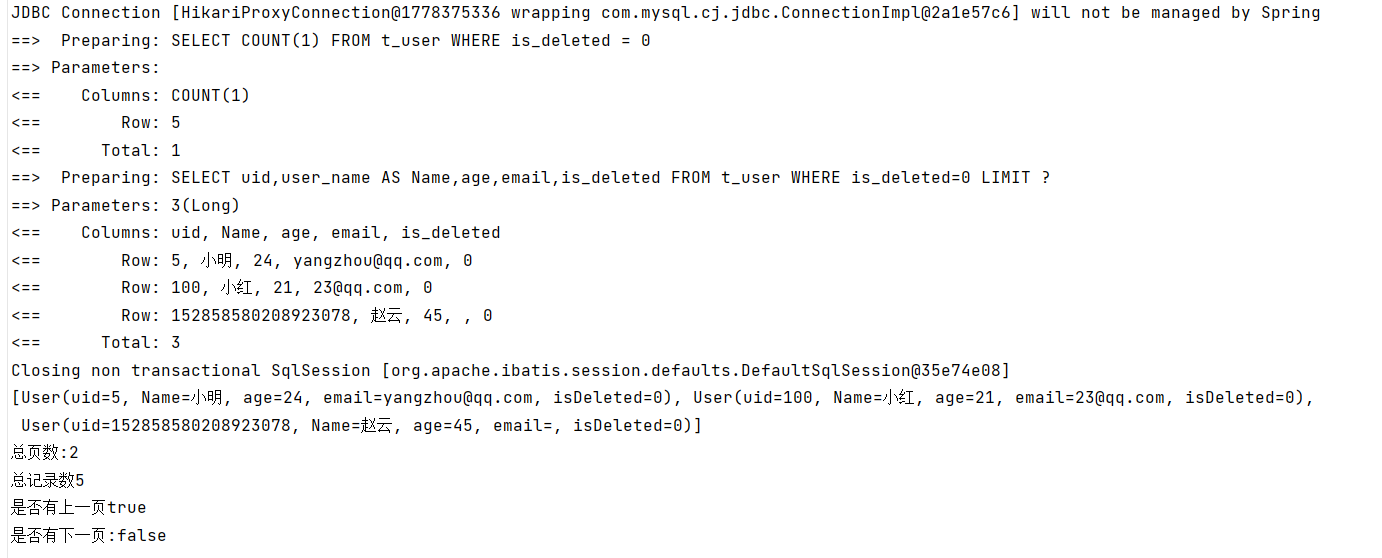 JDBC Connection [HikariProxyConnection@1778375336 wrapping com.mysql.cj.jdbc.ConnectionImpl@2a1e57c6] will not be managed by Spring
==>  Preparing: SELECT COUNT(1) FROM t_user WHERE is_deleted = 0
==> Parameters:
<==    Columns: COUNT(1)
<==        Row: 5
<==      Total: 1
==>  Preparing: SELECT uid,user_name AS Name,age,email,is_deleted FROM t_user WHERE is_deleted=0 LIMIT ?
==> Parameters: 3(Long)
<==    Columns: uid, Name, age, email, is_deleted
<==        Row: 5, 小明, 24, yangzhou@qq.com, 0
<==        Row: 100, 小红, 21, 23@qq.com, 0
<==        Row: 152858580208923078, 赵云, 45, , 0
<==      Total: 3
Closing non transactional SqlSession [org.apache.ibatis.session.defaults.DefaultSqlSession@35e74e08]
[User(uid=5, Name=小明, age=24, email=yangzhou@qq.com, isDeleted=0), User(uid=100, Name=小红, age=21, email=23@qq.com, isDeleted=0),
 User(uid=152858580208923078, Name=赵云, age=45, email=, isDeleted=0)]
总页数:2
总记录数5
是否有上一页true
是否有下一页:false